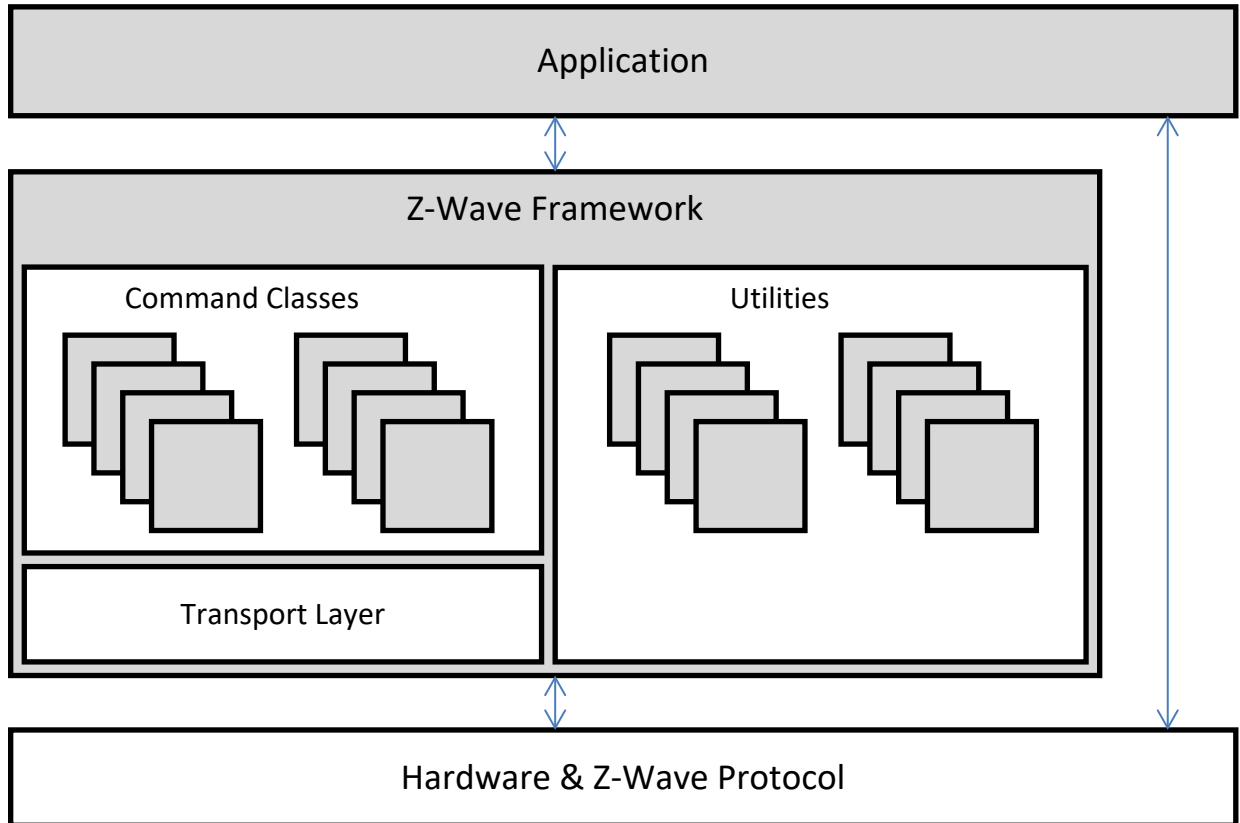 Application
Z-Wave Framework
Command Classes
Utilities
Transport Layer
Hardware & Z-Wave Protocol